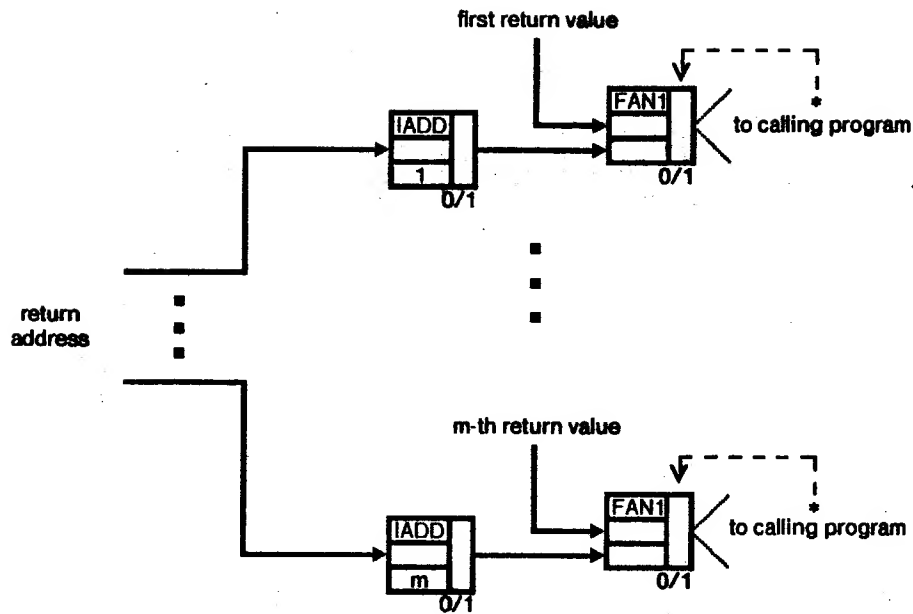 first return value
FAN1
*
to calling program
0/1
IADD
1
0/1
return
address
m-th return value
FAN1
*
to calling program
0/1
IADD
m
0/1